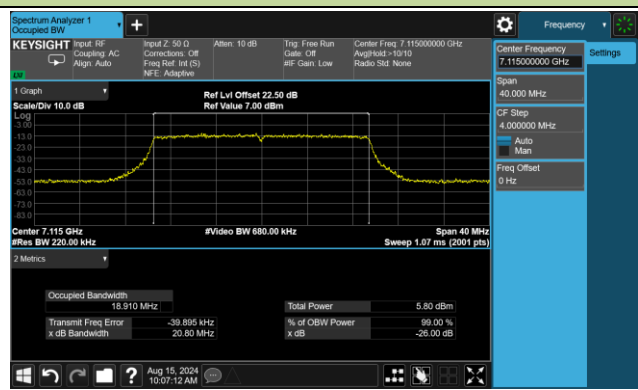 Spectrum Analyzer 1
Occupied BW
Frequency
KEYSIGHT
Input: RF
Coupling: AC
Align: Auto
Input Z: 50 Ω
Corrections: Off
Freq Ref: Int (S)
NFE: Adaptive
Atten: 10 dB
Trig: Free Run
Gate: Off
#IF Gain: Low
Center Freq: 7.115000000 GHz
Avg|Hold:>10/10
Radio Std: None
Center Frequency
7.115000000 GHz
Settings
Span
40.000 MHz
CF Step
4.000000 MHz
Auto
Man
Freq Offset
0 Hz
1 Graph
Scale/Div 10.0 dB
Ref Lvl Offset 22.50 dB
Ref Value 7.00 dBm
Log
-3.00
-13.0
-23.0
-33.0
-43.0
-53.0
-63.0
-73.0
-83.0
Center 7.115 GHz
#Video BW 680.00 kHz
Span 40 MHz
#Res BW 220.00 kHz
Sweep 1.07 ms (2001 pts)
2 Metrics
Occupied Bandwidth
18.910 MHz
Total Power 5.80 dBm
Transmit Freq Error -39.895 kHz
% of OBW Power 99.00 %
x dB Bandwidth 20.80 MHz
x dB -26.00 dB
?
Aug 15, 2024
10:07:12 AM